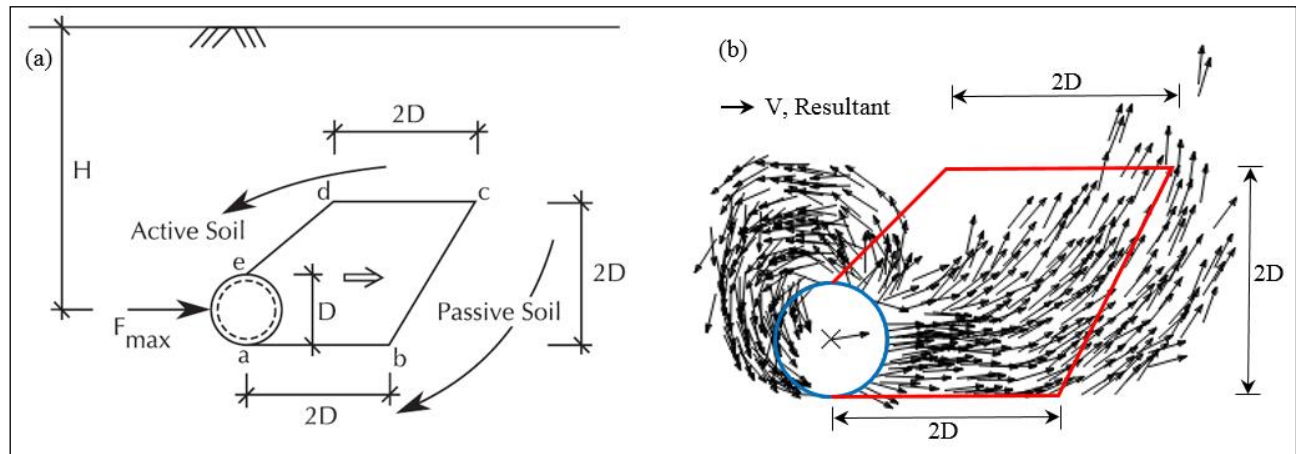 (a)
H
2D
d
c
Active Soil
e
D
2D
F max
Passive Soil
a
b
2D
(b)
2D
V, Resultant
2D
2D